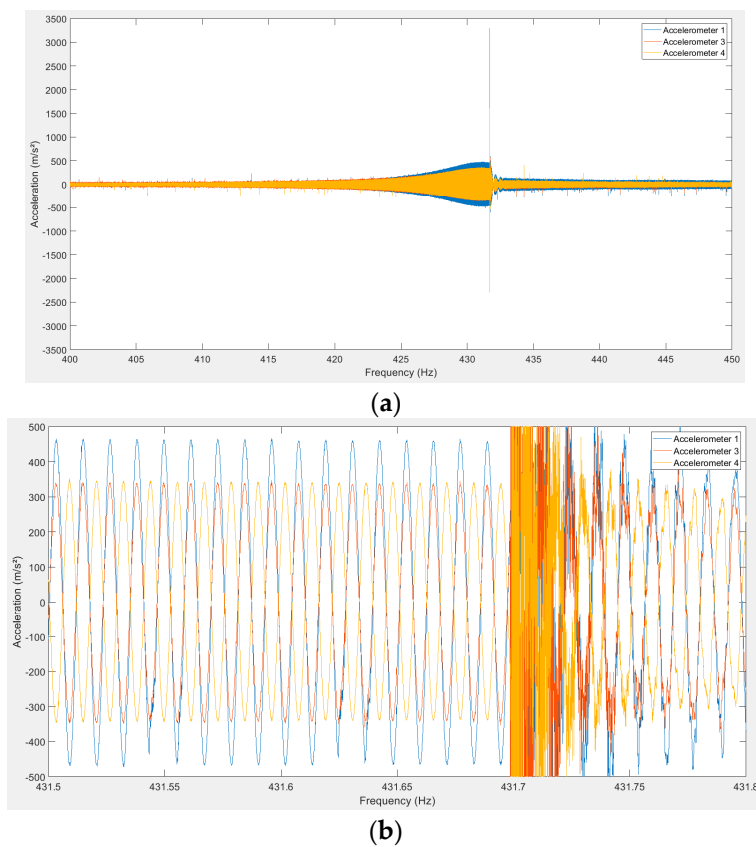 3500
3000
2500
2000
1500
1000
500
0
-500
-1000
-1500
-2000
-2500
-3000
-3500
Acceleration (m/s²)
Accelerometer 1
Accelerometer 3
Accelerometer 4
400 405 410 415 420 425 430 435 440 445 450
Frequency (Hz)
(a)
500
400
300
200
100
0
-100
-200
-300
-400
-500
Acceleration (m/s²)
Accelerometer 1
Accelerometer 3
Accelerometer 4
431.5 431.55 431.6 431.65 431.7 431.75 431.8
Frequency (Hz)
(b)